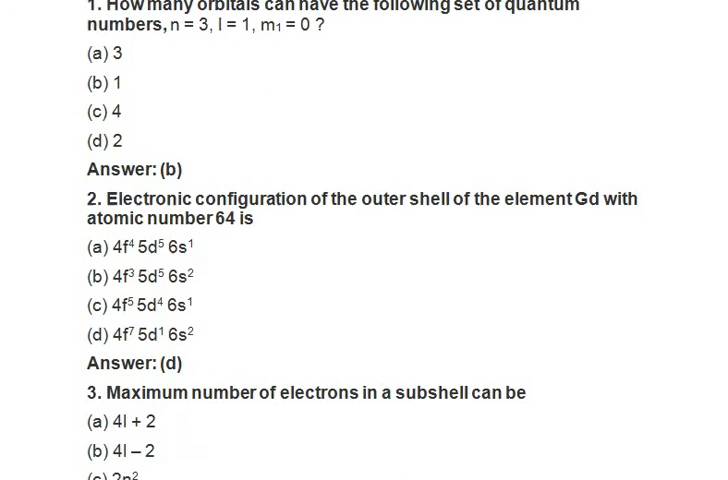 1. How many orbitals can have the following set of quantum
numbers, n = 3, l = 1, m₁ = 0 ?
(a) 3
(b) 1
(c) 4
(d) 2
Answer: (b)
2. Electronic configuration of the outer shell of the element Gd with
atomic number 64 is
(a) 4f⁴ 5d⁵ 6s¹
(b) 4f³ 5d⁵ 6s²
(c) 4f⁵ 5d⁴ 6s¹
(d) 4f⁷ 5d¹ 6s²
Answer: (d)
3. Maximum number of electrons in a subshell can be
(a) 4l + 2
(b) 4l – 2
(c) 2n²